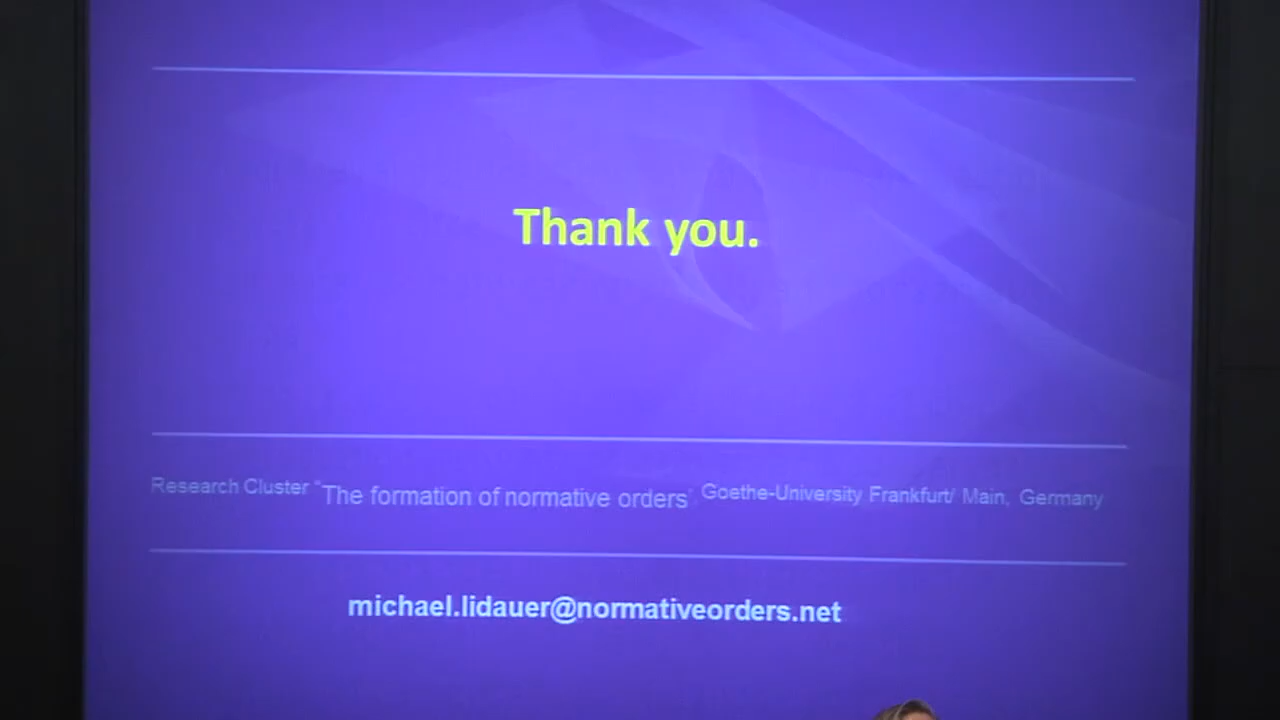 Thank you.
Research Cluster "The formation of normative orders", Goethe-University Frankfurt/ Main, Germany
michael.lidauer@normativeorders.net